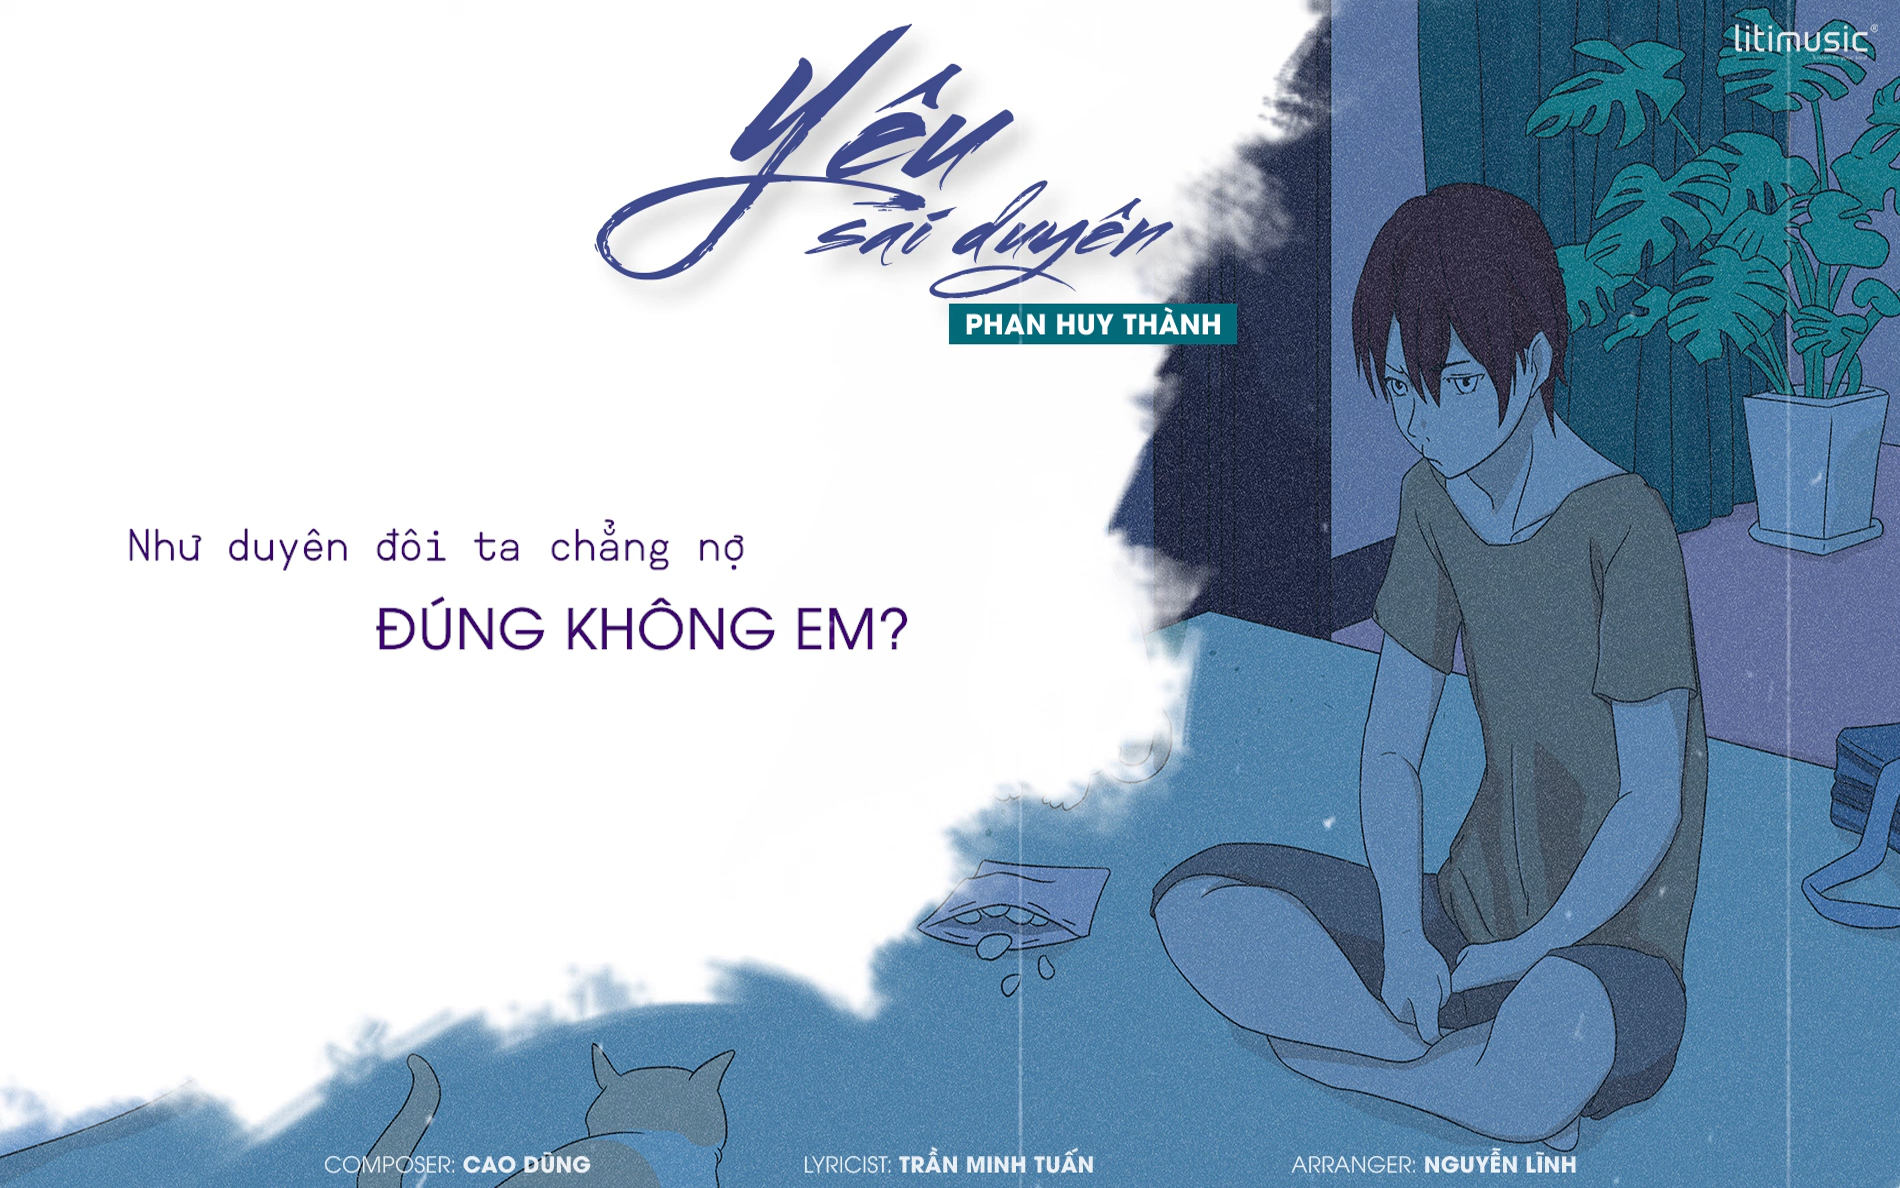 litimusic
Yêu
sai duyên
PHAN HUY THÀNH
Như duyên đôi ta chẳng nợ
ĐÚNG KHÔNG EM?
COMPOSER: CAO DŨNG
LYRICIST: TRẦN MINH TUẤN
ARRANGER: NGUYỄN LĨNH